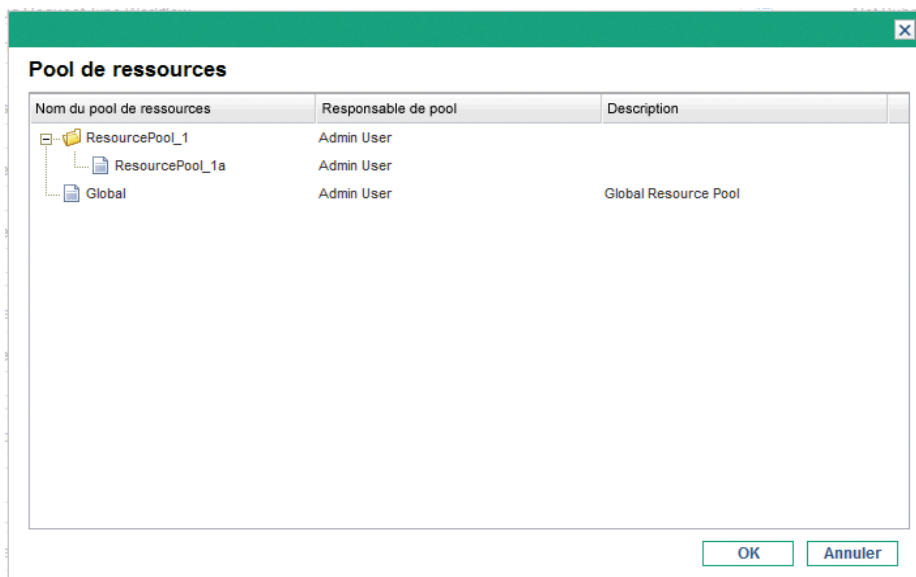 Pool de ressources
Nom du pool de ressources Responsable de pool Description
ResourcePool_1 Admin User
ResourcePool_1a Admin User
Global Admin User Global Resource Pool
OK Annuler